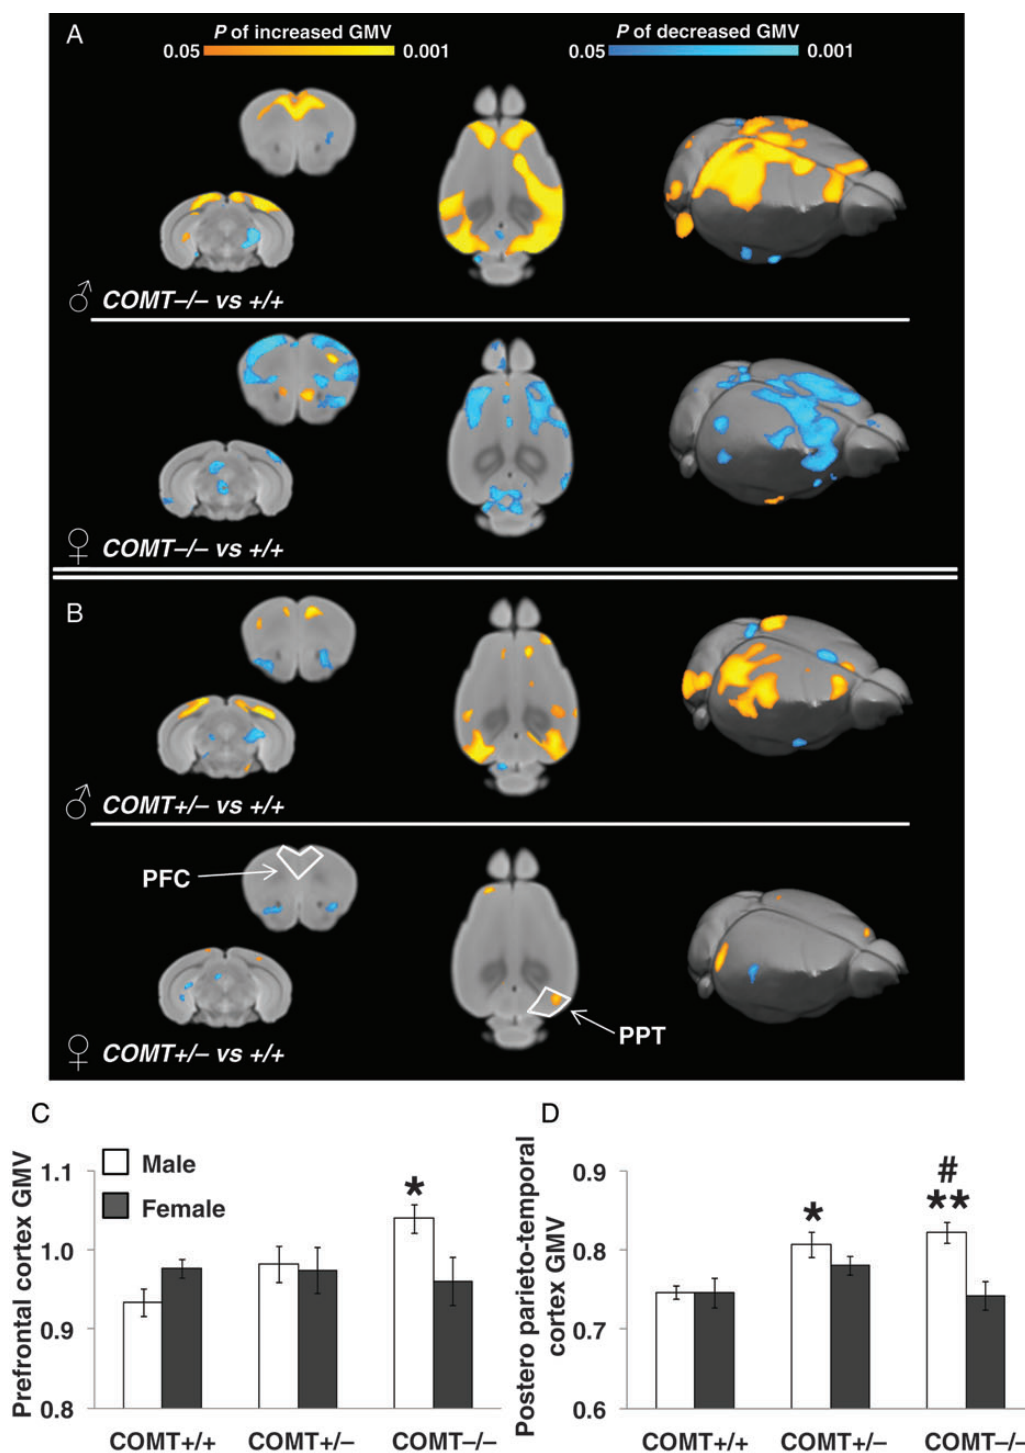 A
P of increased GMV
0.05 0.001
P of decreased GMV
0.05 0.001
♂ COMT–/– vs +/+
♀ COMT–/– vs +/+
B
♂ COMT+/– vs +/+
PFC
PPT
♀ COMT+/– vs +/+
C
Prefrontal cortex GMV
1.1
1.0
0.9
0.8
Male
Female
*
COMT+/+ COMT+/– COMT–/–
D
Postero parieto-temporal
cortex GMV
0.9
0.8
0.7
0.6
*
#
**
COMT+/+ COMT+/– COMT–/–